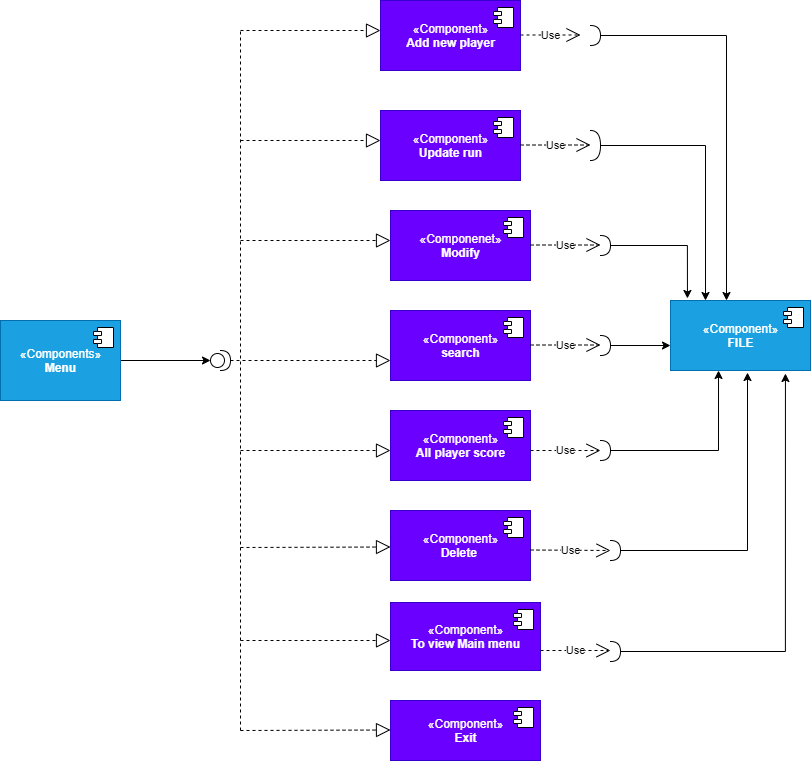 «Component»
Add new player
Use
«Component»
Update run
Use
«Componenet»
Modify
Use
«Components»
Menu
«Component»
search
Use
«Component»
FILE
«Component»
All player score
Use
«Component»
Delete
Use
«Component»
To view Main menu
Use
«Component»
Exit